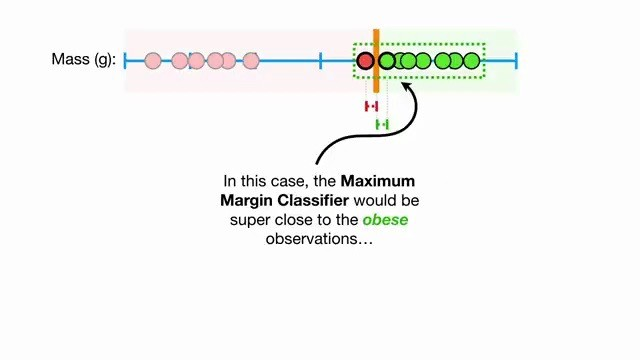 Mass (g):
In this case, the Maximum
Margin Classifier would be
super close to the obese
observations…